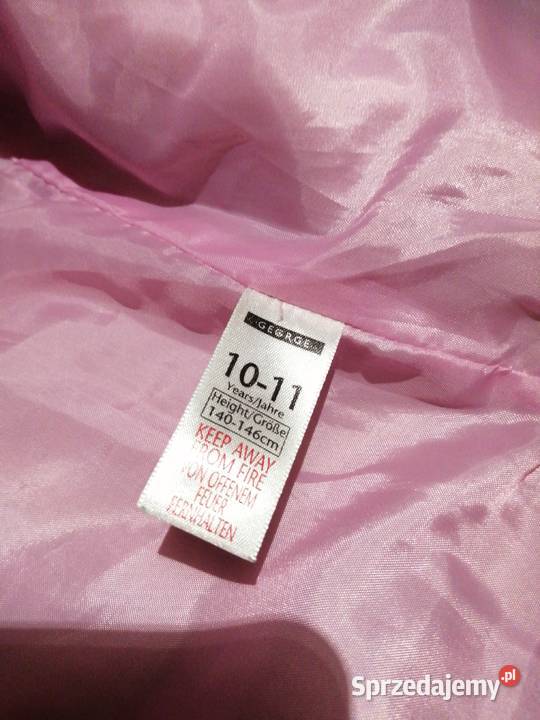 GEORGE
10-11
Years/Jahre
Height/Größe
140-146cm
KEEP AWAY
FROM FIRE
VON OFFENEM
FEUER
FERNHALTEN
Sprzedajemy.pl